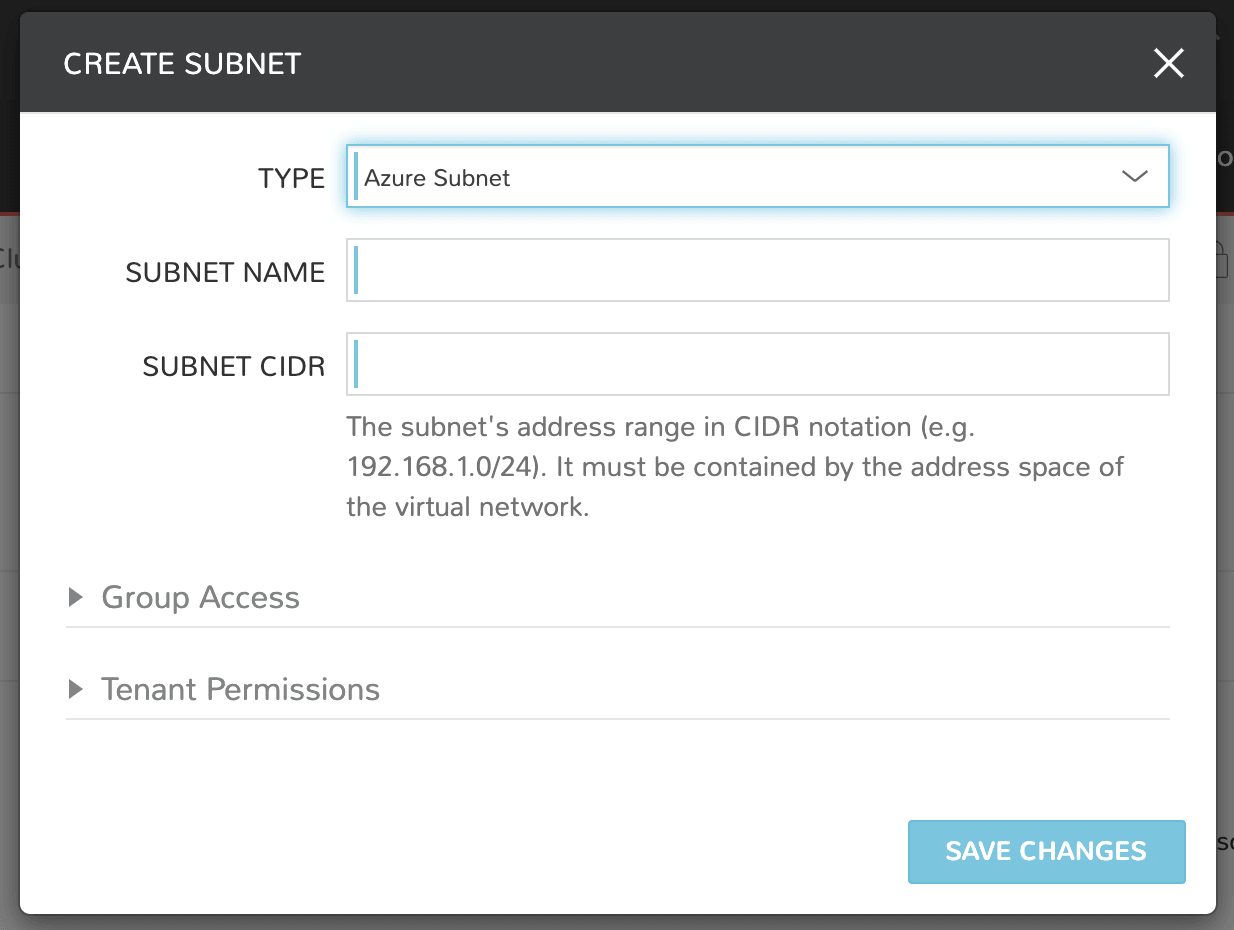 CREATE SUBNET
TYPE
Azure Subnet
SUBNET NAME
SUBNET CIDR
The subnet's address range in CIDR notation (e.g.
192.168.1.0/24). It must be contained by the address space of
the virtual network.
Group Access
Tenant Permissions
SAVE CHANGES